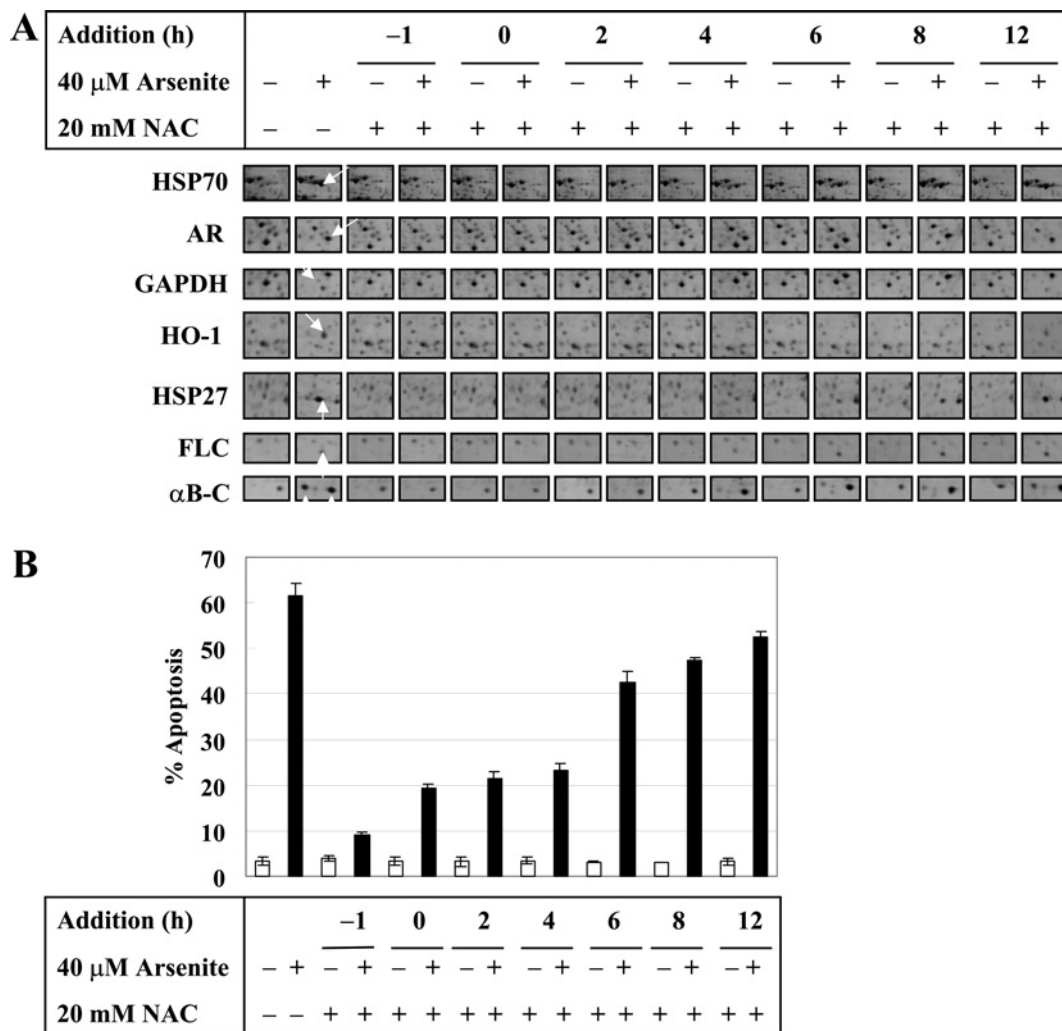 A
Addition (h) –1 0 2 4 6 8 12
40 μM Arsenite – + – + – + – + – + – + – + – +
20 mM NAC – – + + + + + + + + + + + + + +
HSP70
AR
GAPDH
HO-1
HSP27
FLC
αB-C
B
70
60
50
40
30
20
10
0
% Apoptosis
Addition (h) –1 0 2 4 6 8 12
40 μM Arsenite – + – + – + – + – + – + – + – +
20 mM NAC – – + + + + + + + + + + + + + +